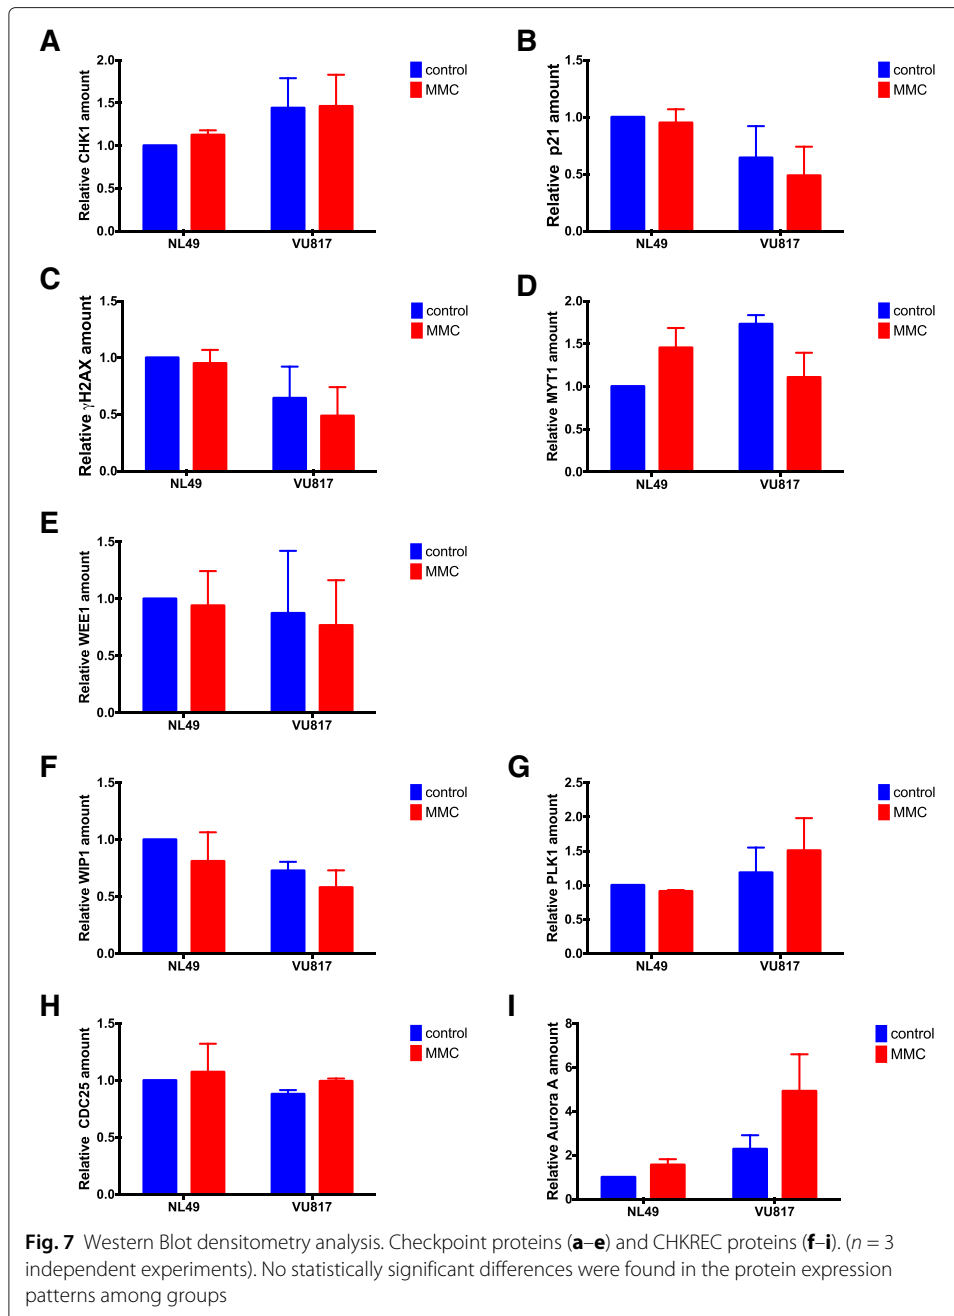 A
Relative CHK1 amount
2.0
1.5
1.0
0.5
0.0
NL49 VU817
control
MMC
B
Relative p21 amount
1.5
1.0
0.5
0.0
NL49 VU817
control
MMC
C
Relative γH2AX amount
1.5
1.0
0.5
0.0
NL49 VU817
control
MMC
D
Relative MYT1 amount
2.0
1.5
1.0
0.5
0.0
NL49 VU817
control
MMC
E
Relative WEE1 amount
1.5
1.0
0.5
0.0
NL49 VU817
control
MMC
F
Relative WIP1 amount
1.5
1.0
0.5
0.0
NL49 VU817
control
MMC
G
Relative PLK1 amount
2.5
2.0
1.5
1.0
0.5
0.0
NL49 VU817
control
MMC
H
Relative CDC25 amount
1.5
1.0
0.5
0.0
NL49 VU817
control
MMC
I
Relative Aurora A amount
8
6
4
2
0
NL49 VU817
control
MMC
Fig. 7 Western Blot densitometry analysis. Checkpoint proteins (a–e) and CHKREC proteins (f–i). (n = 3
independent experiments). No statistically significant differences were found in the protein expression
patterns among groups